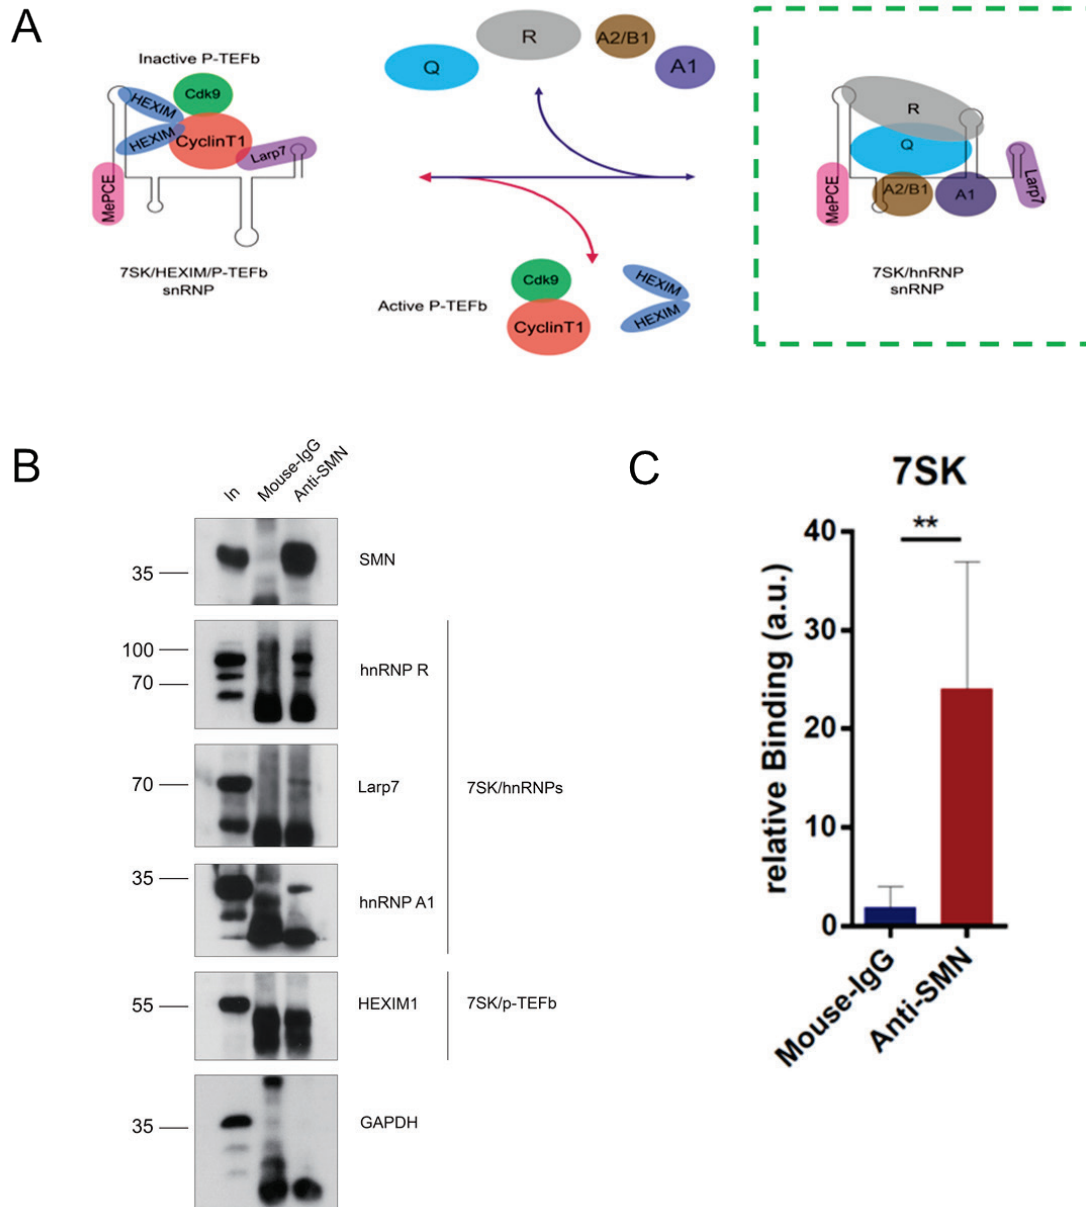 A
Inactive P-TEFb
Cdk9
HEXIM
HEXIM
CyclinT1
Larp7
MePCE
7SK/HEXIM/P-TEFb
snRNP
Q
R
A2/B1
A1
Active P-TEFb
Cdk9
CyclinT1
HEXIM
HEXIM
R
Q
A2/B1
A1
MePCE
Larp7
7SK/hnRNP
snRNP
B
In
Mouse-IgG
Anti-SMN
35
SMN
100
70
hnRNP R
70
Larp7
7SK/hnRNPs
35
hnRNP A1
55
HEXIM1
7SK/p-TEFb
35
GAPDH
C
7SK
**
relative Binding (a.u.)
40
30
20
10
0
Mouse-IgG
Anti-SMN